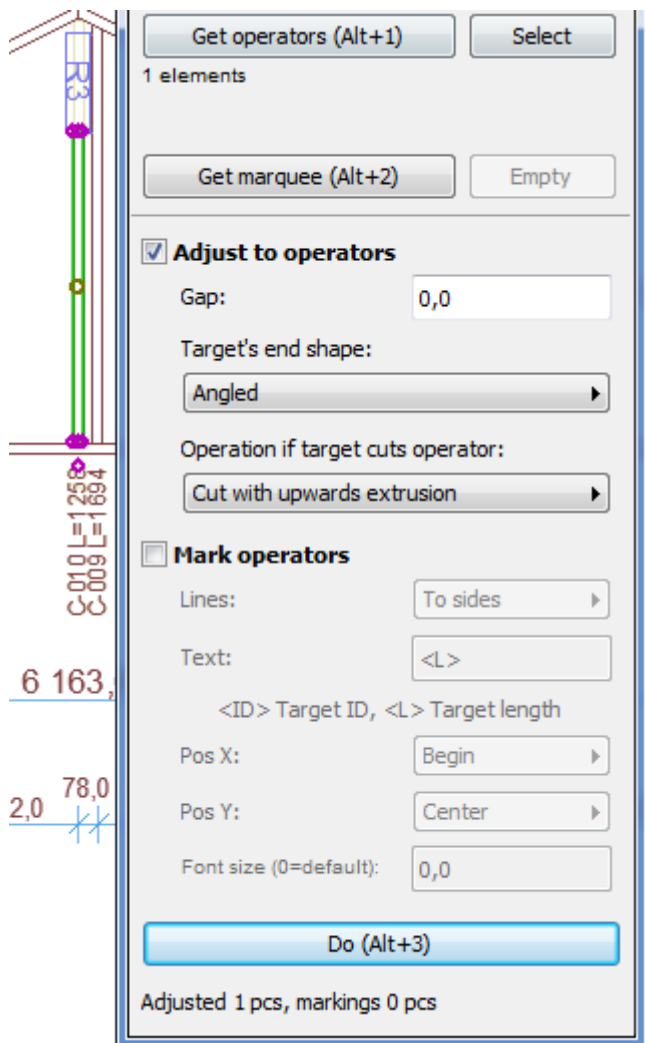 Get operators (Alt+1) Select
1 elements
Get marquee (Alt+2) Empty
Adjust to operators
Gap: 0,0
Target's end shape:
Angled
Operation if target cuts operator:
Cut with upwards extrusion
Mark operators
Lines: To sides
Text: <L>
<ID> Target ID, <L> Target length
Pos X: Begin
Pos Y: Center
Font size (0=default): 0,0
Do (Alt+3)
Adjusted 1 pcs, markings 0 pcs
R3
C-010 L=1258
C-009 L=1694
6 163,
78,0
2,0